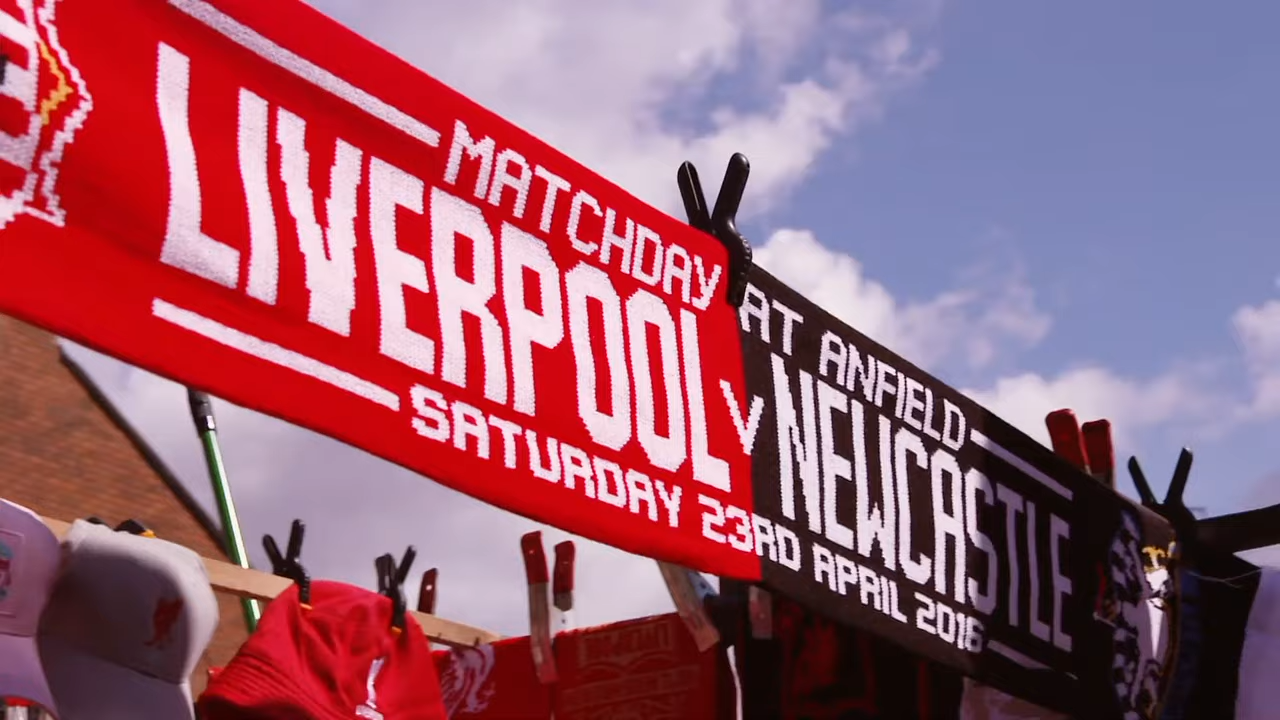 MATCHDAY AT ANFIELD
LIVERPOOL V NEWCASTLE
SATURDAY 23RD APRIL 2016